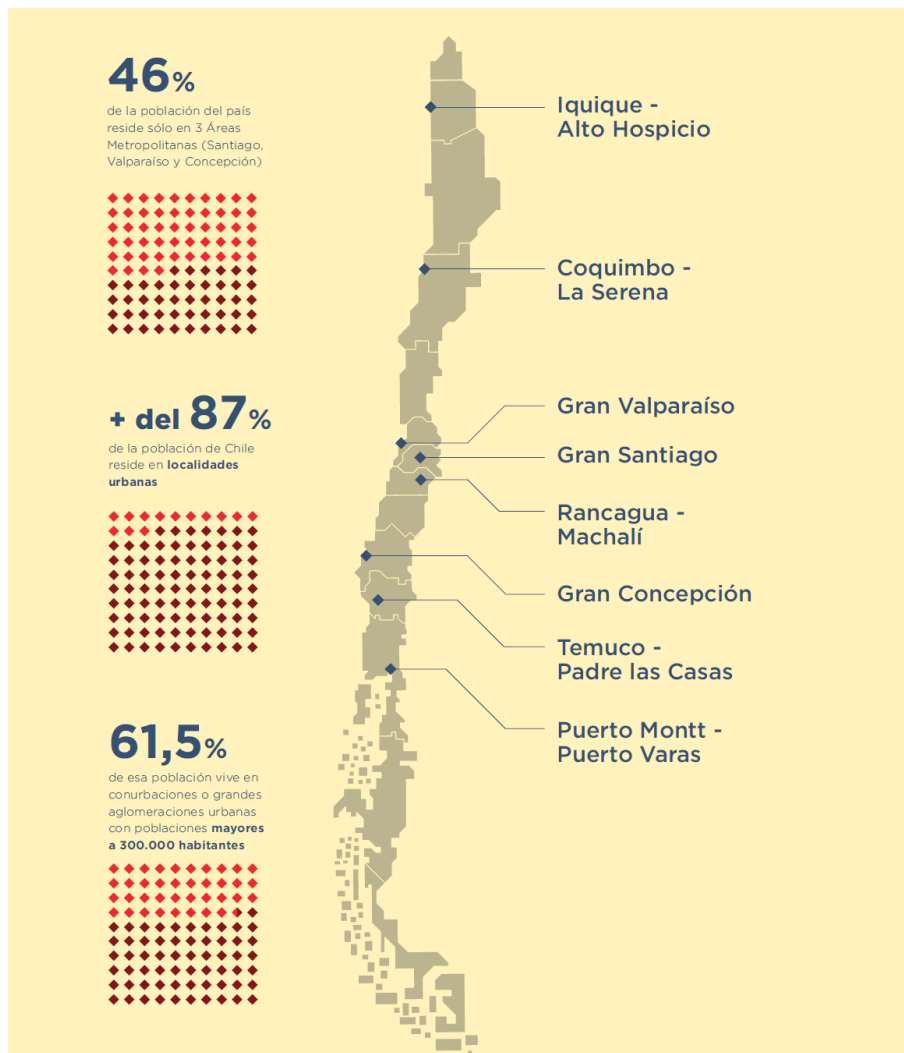 46%
de la población del país
reside sólo en 3 Áreas
Metropolitanas (Santiago,
Valparaíso y Concepción)
+ del 87%
de la población de Chile
reside en localidades
urbanas
61,5%
de esa población vive en
conurbaciones o grandes
aglomeraciones urbanas
con poblaciones mayores
a 300.000 habitantes
Iquique -
Alto Hospicio
Coquimbo -
La Serena
Gran Valparaíso
Gran Santiago
Rancagua -
Machalí
Gran Concepción
Temuco -
Padre las Casas
Puerto Montt -
Puerto Varas